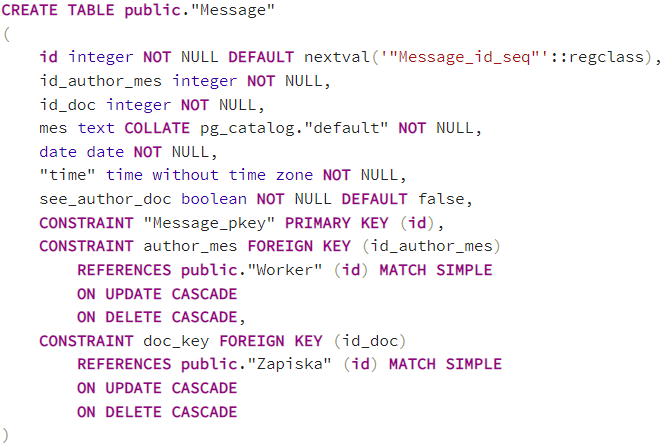 CREATE TABLE public."Message"
(
    id integer NOT NULL DEFAULT nextval('"Message_id_seq"'::regclass),
    id_author_mes integer NOT NULL,
    id_doc integer NOT NULL,
    mes text COLLATE pg_catalog."default" NOT NULL,
    date date NOT NULL,
    "time" time without time zone NOT NULL,
    see_author_doc boolean NOT NULL DEFAULT false,
    CONSTRAINT "Message_pkey" PRIMARY KEY (id),
    CONSTRAINT author_mes FOREIGN KEY (id_author_mes)
        REFERENCES public."Worker" (id) MATCH SIMPLE
        ON UPDATE CASCADE
        ON DELETE CASCADE,
    CONSTRAINT doc_key FOREIGN KEY (id_doc)
        REFERENCES public."Zapiska" (id) MATCH SIMPLE
        ON UPDATE CASCADE
        ON DELETE CASCADE
)